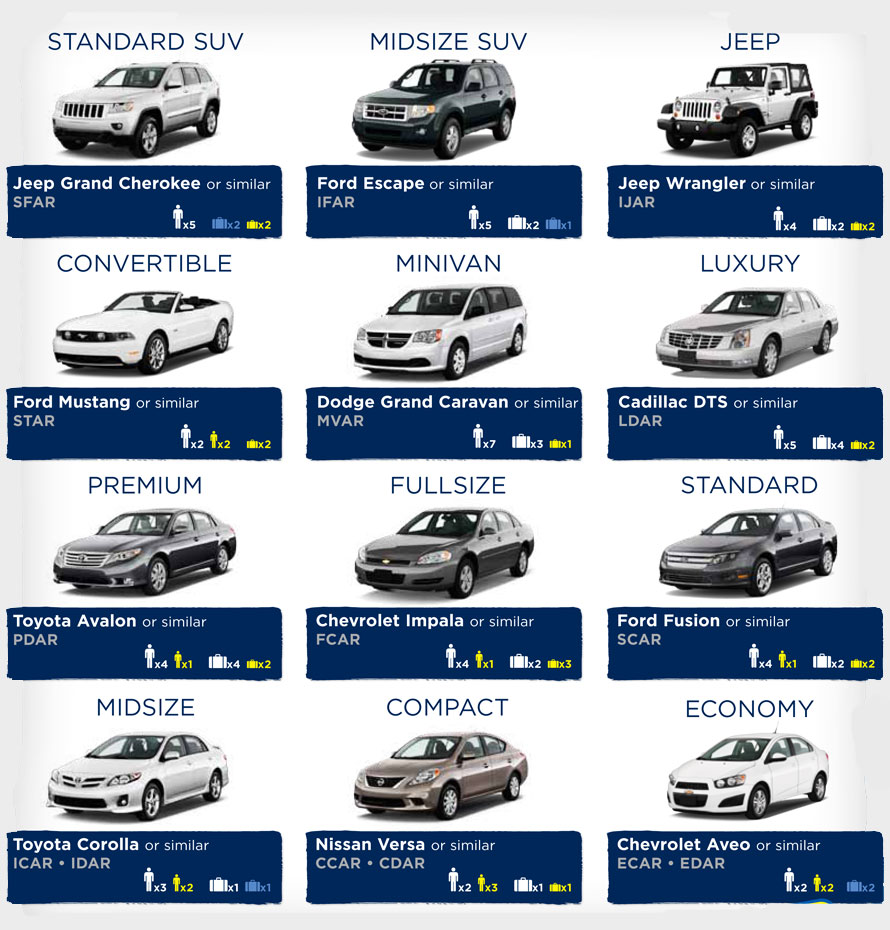 STANDARD SUV
Jeep Grand Cherokee or similar
SFAR
x5 x2 x2
MIDSIZE SUV
Ford Escape or similar
IFAR
x5 x2 x1
JEEP
Jeep Wrangler or similar
IJAR
x4 x2 x2
CONVERTIBLE
Ford Mustang or similar
STAR
x2 x2 x2
MINIVAN
Dodge Grand Caravan or similar
MVAR
x7 x3 x1
LUXURY
Cadillac DTS or similar
LDAR
x5 x4 x2
PREMIUM
Toyota Avalon or similar
PDAR
x4 x1 x4 x2
FULLSIZE
Chevrolet Impala or similar
FCAR
x4 x1 x2 x3
STANDARD
Ford Fusion or similar
SCAR
x4 x1 x2 x2
MIDSIZE
Toyota Corolla or similar
ICAR • IDAR
x3 x2 x1 x1
COMPACT
Nissan Versa or similar
CCAR • CDAR
x2 x3 x1 x1
ECONOMY
Chevrolet Aveo or similar
ECAR • EDAR
x2 x2 x2